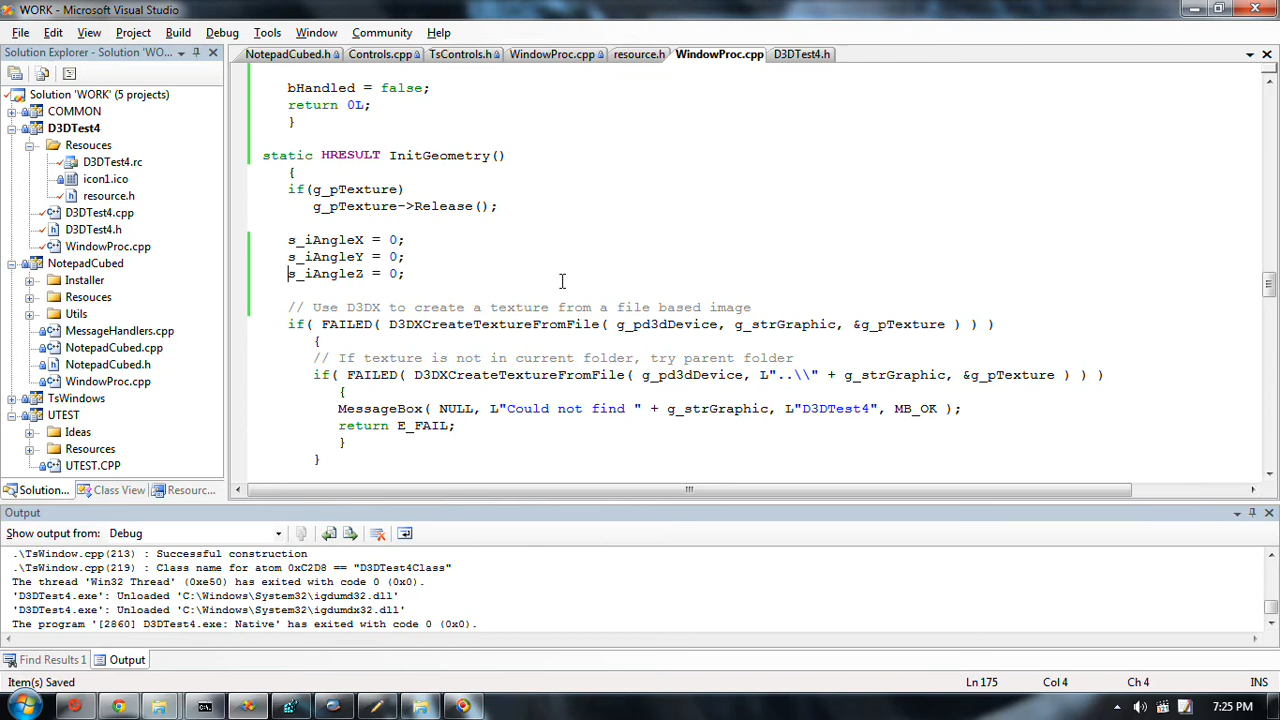 WORK - Microsoft Visual Studio
File Edit View Project Build Debug Tools Window Community Help
Solution Explorer - Solution 'WO...
NotepadCubed.h Controls.cpp TsControls.h WindowProc.cpp resource.h WindowProc.cpp D3DTest4.h
Solution 'WORK' (5 projects)
COMMON
D3DTest4
Resouces
D3DTest4.rc
icon1.ico
resource.h
D3DTest4.cpp
D3DTest4.h
WindowProc.cpp
NotepadCubed
Installer
Resouces
Utils
MessageHandlers.cpp
NotepadCubed.cpp
NotepadCubed.h
WindowProc.cpp
TsWindows
UTEST
Ideas
Resources
UTEST.CPP
Solution... Class View Resourc...
bHandled = false;
return 0L;
}
static HRESULT InitGeometry()
{
if(g_pTexture)
g_pTexture->Release();
s_iAngleX = 0;
s_iAngleY = 0;
s_iAngleZ = 0;
// Use D3DX to create a texture from a file based image
if( FAILED( D3DXCreateTextureFromFile( g_pd3dDevice, g_strGraphic, &g_pTexture ) ) )
{
// If texture is not in current folder, try parent folder
if( FAILED( D3DXCreateTextureFromFile( g_pd3dDevice, L"..\\" + g_strGraphic, &g_pTexture ) ) )
{
MessageBox( NULL, L"Could not find " + g_strGraphic, L"D3DTest4", MB_OK );
return E_FAIL;
}
}
Output
Show output from: Debug
.\TsWindow.cpp(213) : Successful construction
.\TsWindow.cpp(219) : Class name for atom 0xC2D8 == "D3DTest4Class"
The thread 'Win32 Thread' (0xe50) has exited with code 0 (0x0).
'D3DTest4.exe': Unloaded 'C:\Windows\System32\igdumdx32.dll'
'D3DTest4.exe': Unloaded 'C:\Windows\System32\igdumd32.dll'
The program '[2860] D3DTest4.exe: Native' has exited with code 0 (0x0).
Find Results 1 Output
Item(s) Saved Ln 175 Col 4 Ch 4 INS
7:25 PM